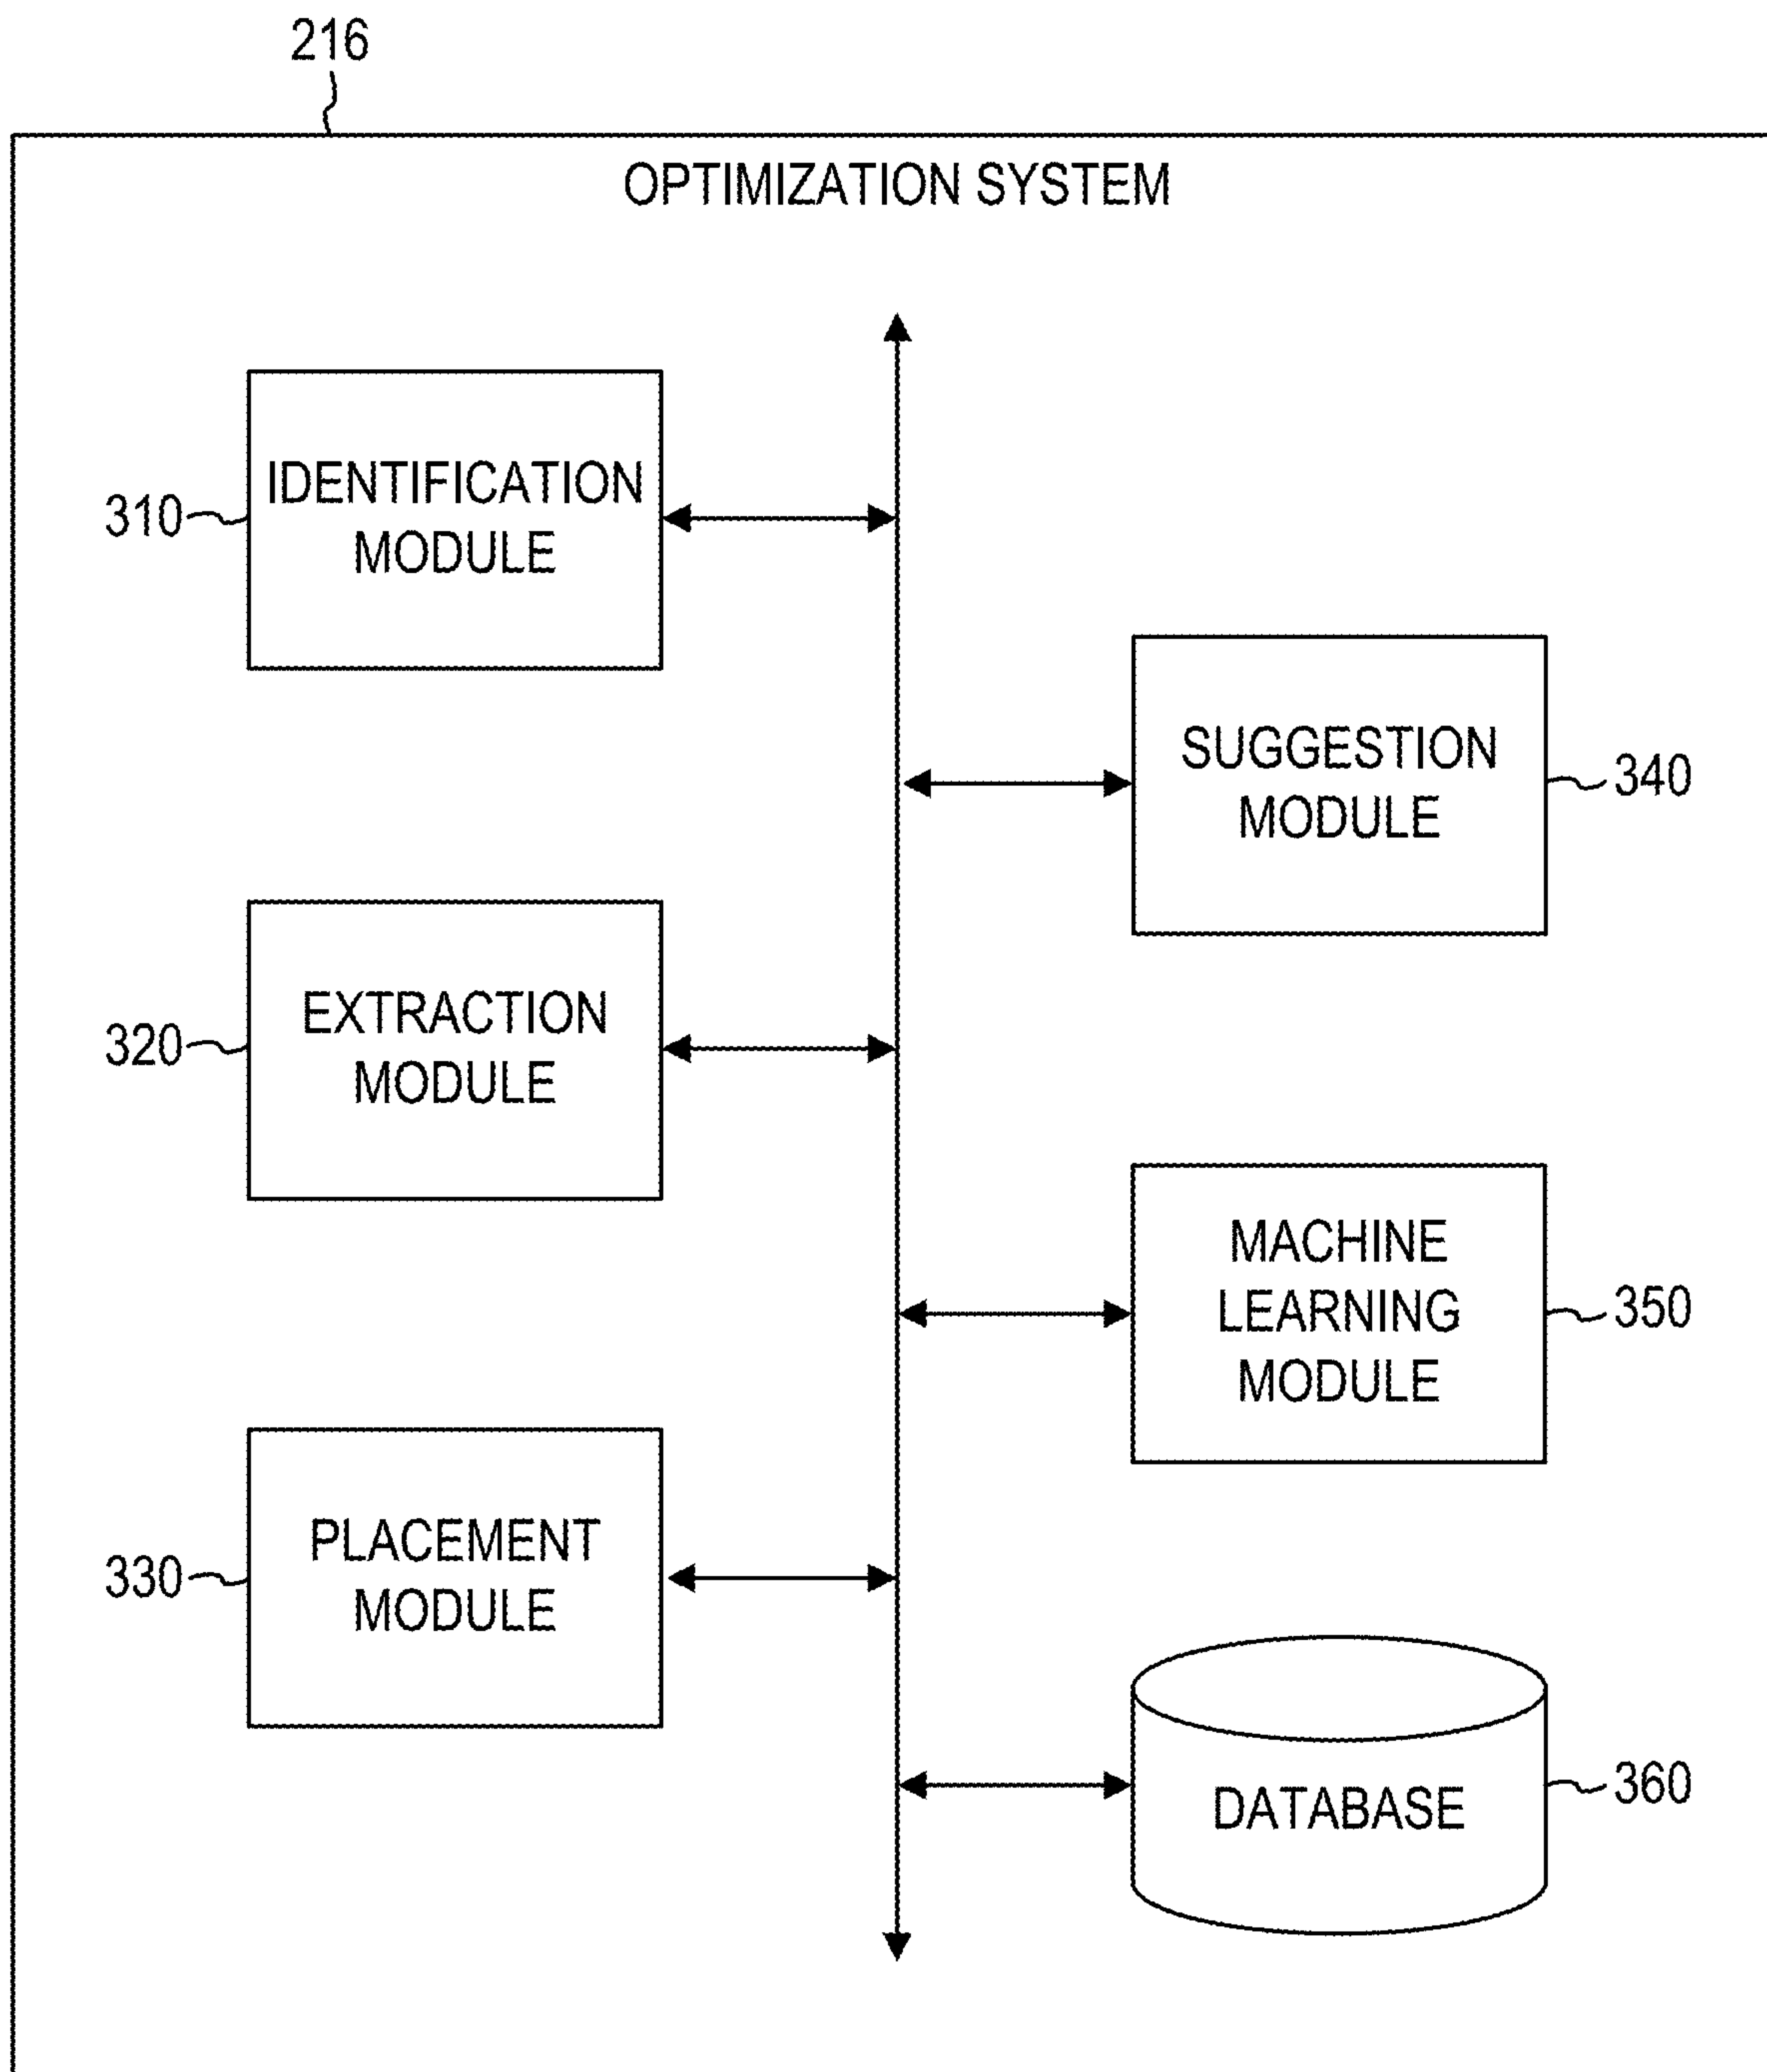 216
OPTIMIZATION SYSTEM
IDENTIFICATION
MODULE
310
SUGGESTION
MODULE
340
EXTRACTION
MODULE
320
MACHINE
LEARNING
MODULE
350
PLACEMENT
MODULE
330
DATABASE
360